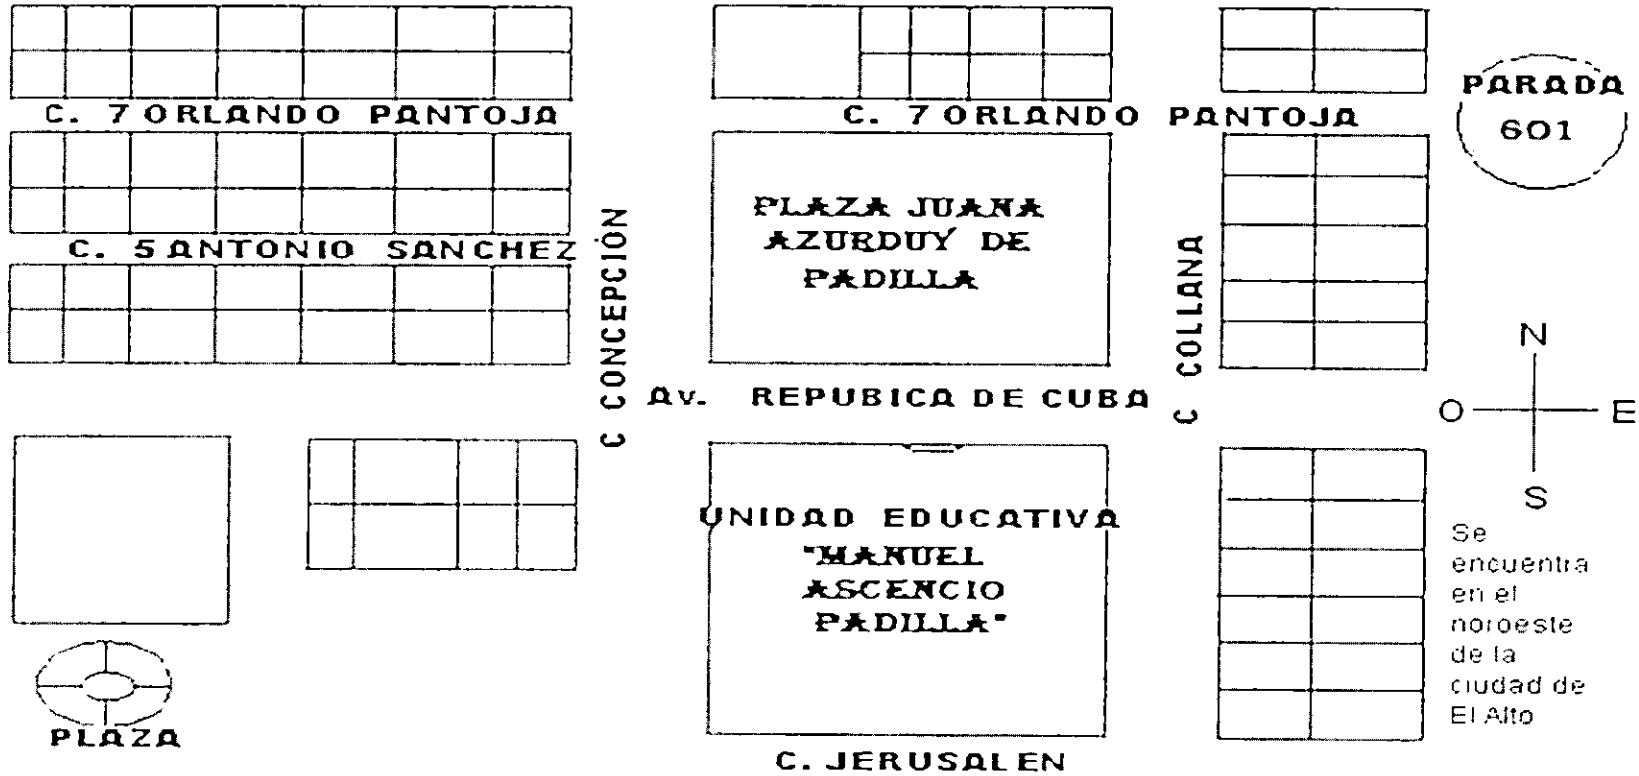 C. 7 ORLANDO PANTOJA
C. 7 ORLANDO PANTOJA
PARADA
601
C. 5 ANTONIO SANCHEZ
C CONCEPCIÓN
PLAZA JUANA
AZURDUY DE
PADILLA
C COLLANA
Av. REPUBICA DE CUBA
N
O
E
S
UNIDAD EDUCATIVA
"MANUEL
ASCENCIO
PADILLA"
Se
encuentra
en el
noroeste
de la
ciudad de
El Alto
PLAZA
C. JERUSALEN